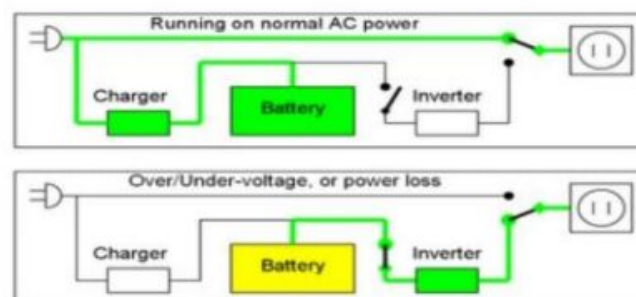 Running on normal AC power
Charger
Battery
Inverter
Over/Under-voltage, or power loss
Charger
Battery
Inverter